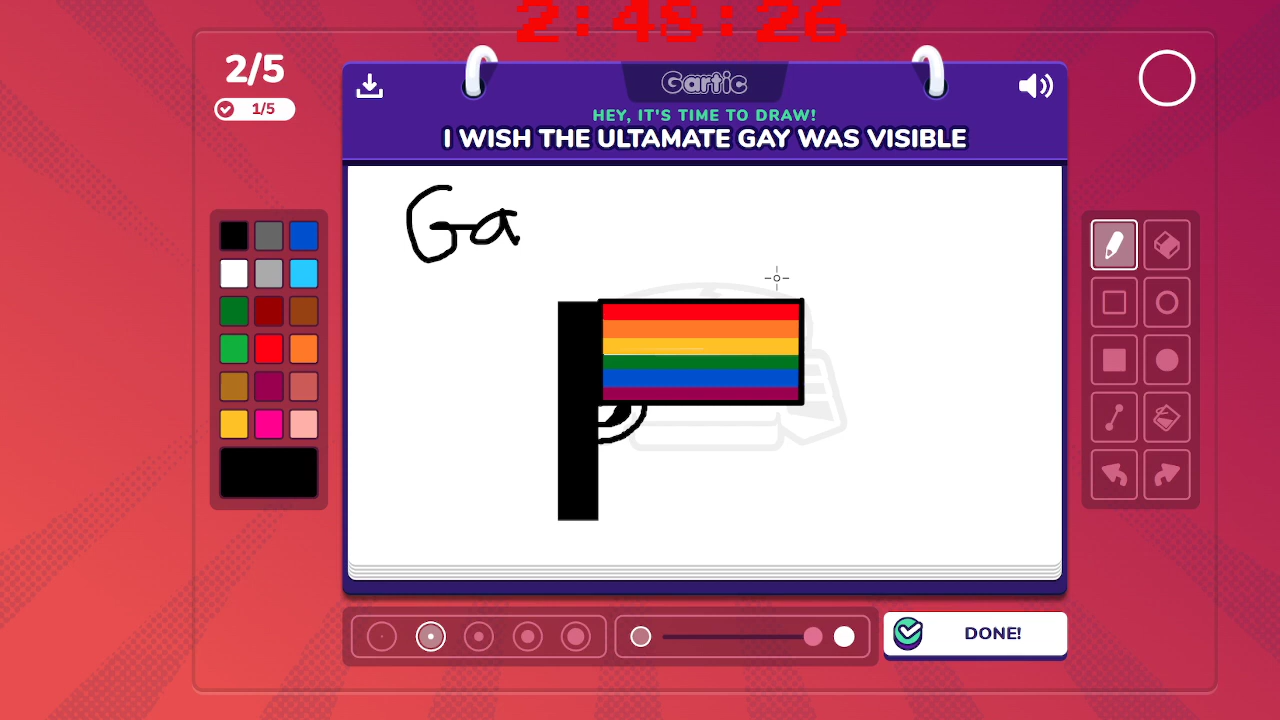 2:48:26
2/5
1/5
Gartic
HEY, IT'S TIME TO DRAW!
I WISH THE ULTAMATE GAY WAS VISIBLE
Ga
DONE!